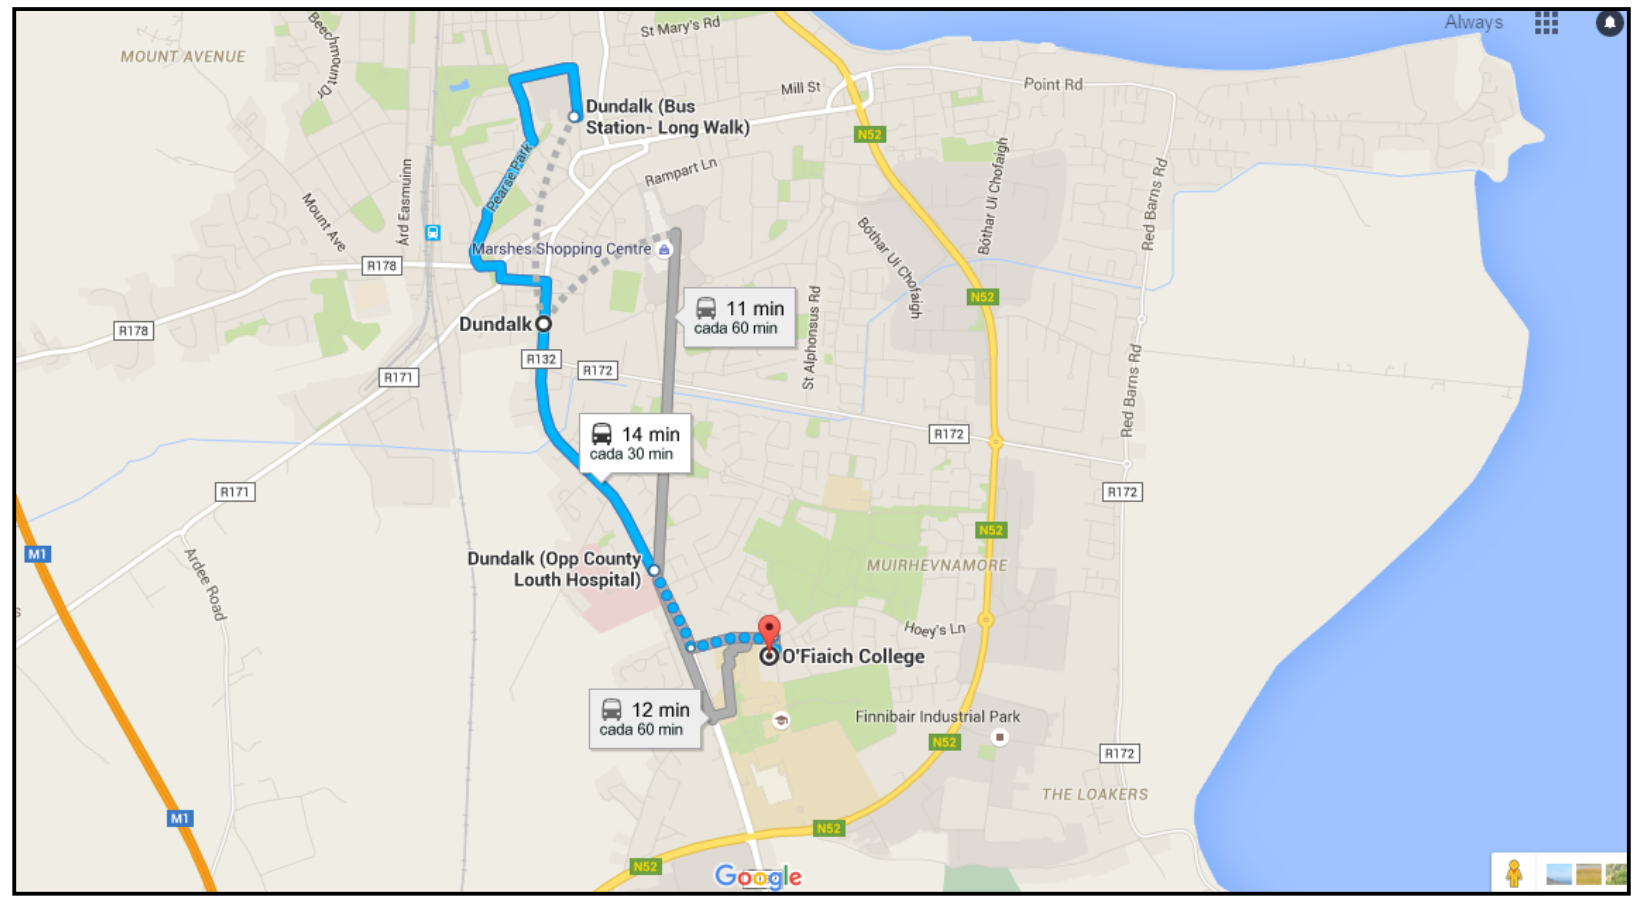 Always
St Mary's Rd
Beechmount Dr
MOUNT AVENUE
Mill St
Point Rd
Dundalk (Bus
Station- Long Walk)
N52
Pearse Park
Rampart Ln
Árd Easmuinn
Mount Ave
Bóthar Uí Chofaigh
Bóthar Uí Chofaigh
Red Barns Rd
Marshes Shopping Centre
R178
N52
11 min
cada 60 min
St Alphonsus Rd
Dundalk
R178
R132
R172
R171
Red Barns Rd
14 min
cada 30 min
R172
R171
R172
N52
M1
Ardee Road
Dundalk (Opp County
Louth Hospital)
MUIRHEVNAMORE
s
Hoey's Ln
O'Fiaich College
12 min
cada 60 min
Finnibair Industrial Park
N52
R172
THE LOAKERS
M1
N52
N52
Google